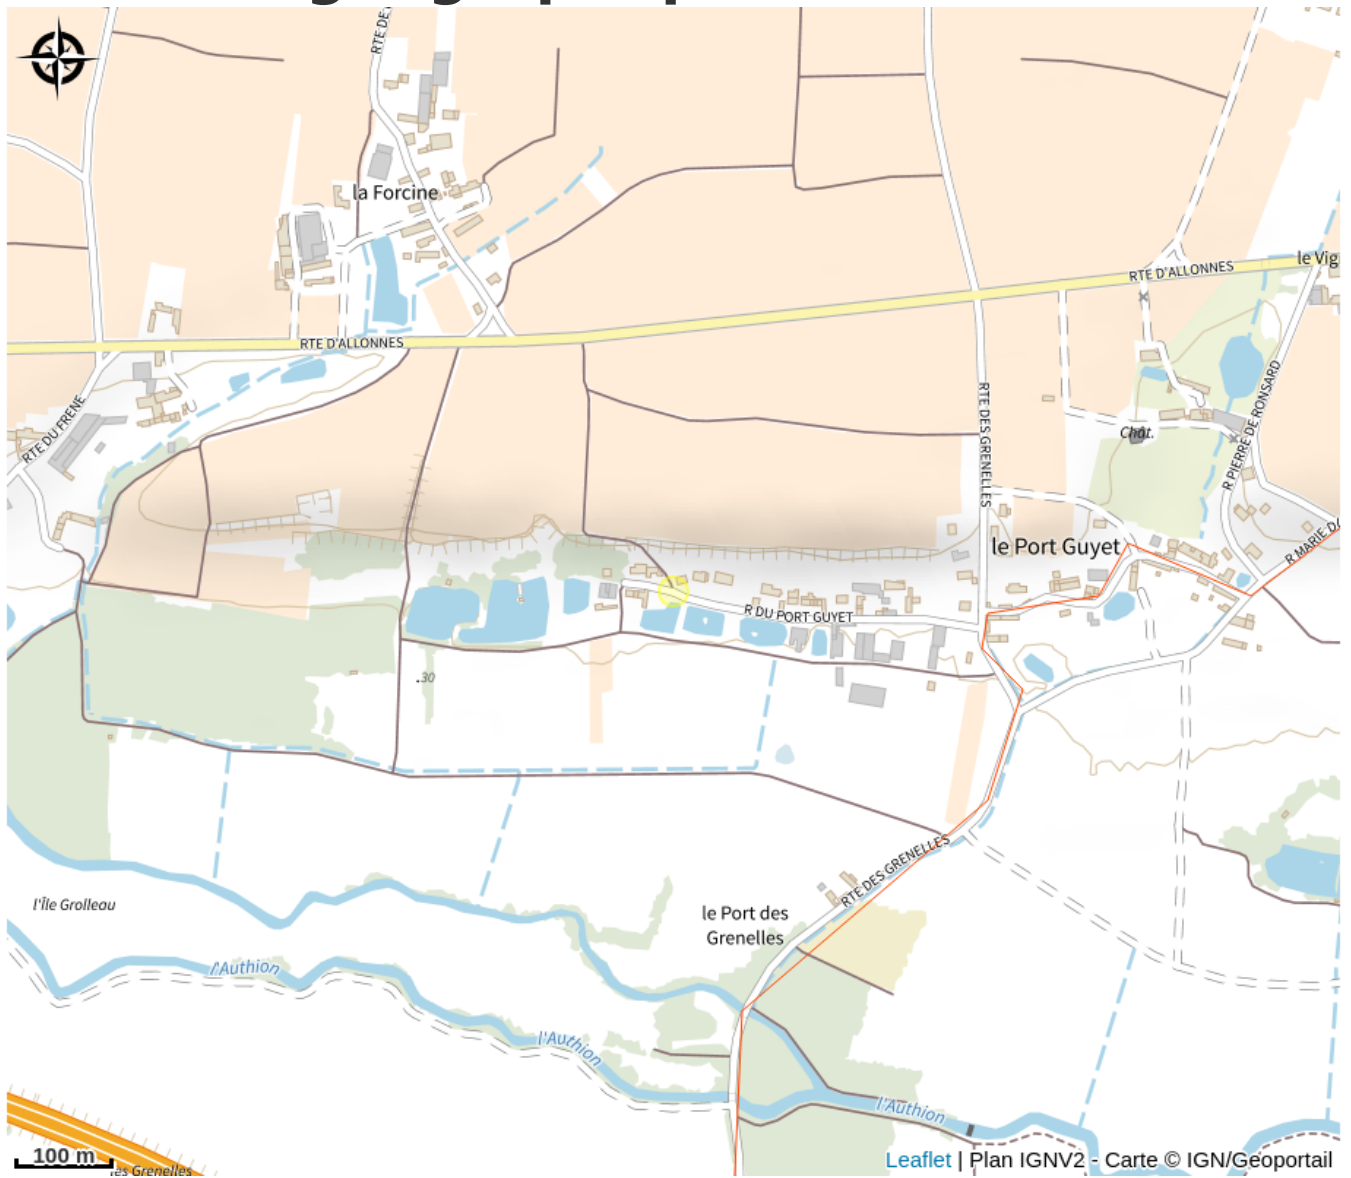 RTE DE
la Forcine
le Vig
RTE D'ALLONNES
RTE D'ALLONNES
RTE DU FRENE
RTE DES GRENELLES
R PIERRE DE RONSARD
Chât.
le Port Guyet
R MARIE D
R DU PORT GUYET
.30
RTE DES GRENELLES
l'Île Grolleau
le Port des
Grenelles
l'Authion
l'Authion
l'Authion
100 m
les Grenelles
Leaflet | Plan IGNV2 - Carte © IGN/Geoportail